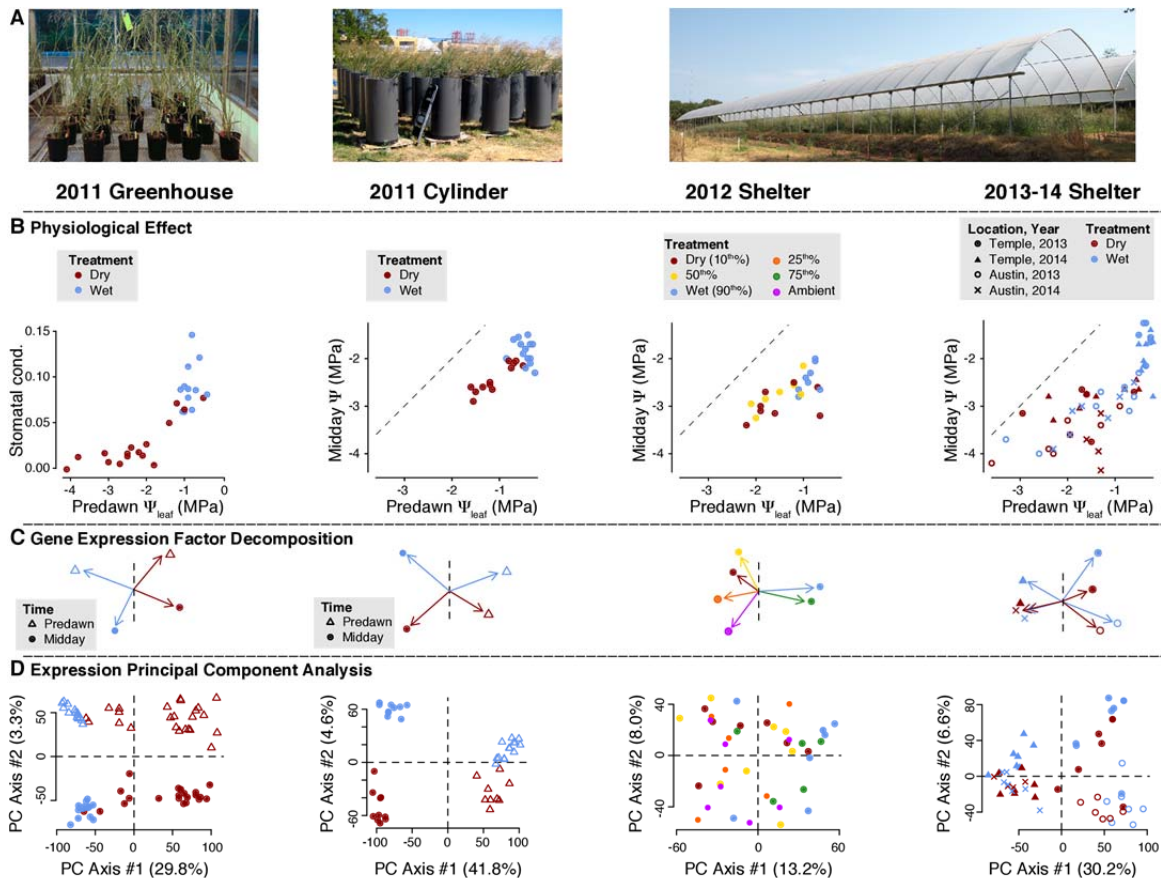 A
2011 Greenhouse
2011 Cylinder
2012 Shelter
2013-14 Shelter
B Physiological Effect
Treatment
Dry
Wet
Treatment
Dry
Wet
Treatment
Dry (10th%)
25th%
50th%
75th%
Wet (90th%)
Ambient
Location, Year
Treatment
Temple, 2013
Dry
Temple, 2014
Wet
Austin, 2013
Austin, 2014
Stomatal cond.
0.15
0.10
0.05
0.00
-4 -3 -2 -1 0
Predawn Ψleaf (MPa)
Midday Ψ (MPa)
-2
-3
-4
-3 -2 -1
Predawn Ψleaf (MPa)
Midday Ψ (MPa)
-2
-3
-4
-3 -2 -1
Predawn Ψleaf (MPa)
Midday Ψ (MPa)
-2
-3
-4
-3 -2 -1
Predawn Ψleaf (MPa)
C Gene Expression Factor Decomposition
Time
Predawn
Midday
Time
Predawn
Midday
D Expression Principal Component Analysis
PC Axis #2 (3.3%)
50
0
-50
-100 -50 0 50 100
PC Axis #1 (29.8%)
PC Axis #2 (4.6%)
60
0
-60
-100 -50 0 50 100
PC Axis #1 (41.8%)
PC Axis #2 (8.0%)
40
0
-40
-60 0 60
PC Axis #1 (13.2%)
PC Axis #2 (6.6%)
80
40
0
-40
-100 -50 0 50 100
PC Axis #1 (30.2%)